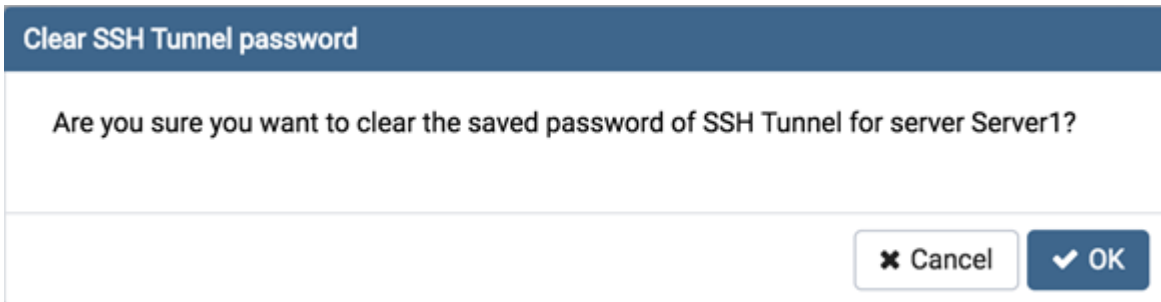 Clear SSH Tunnel password
Are you sure you want to clear the saved password of SSH Tunnel for server Server1?
Cancel
OK